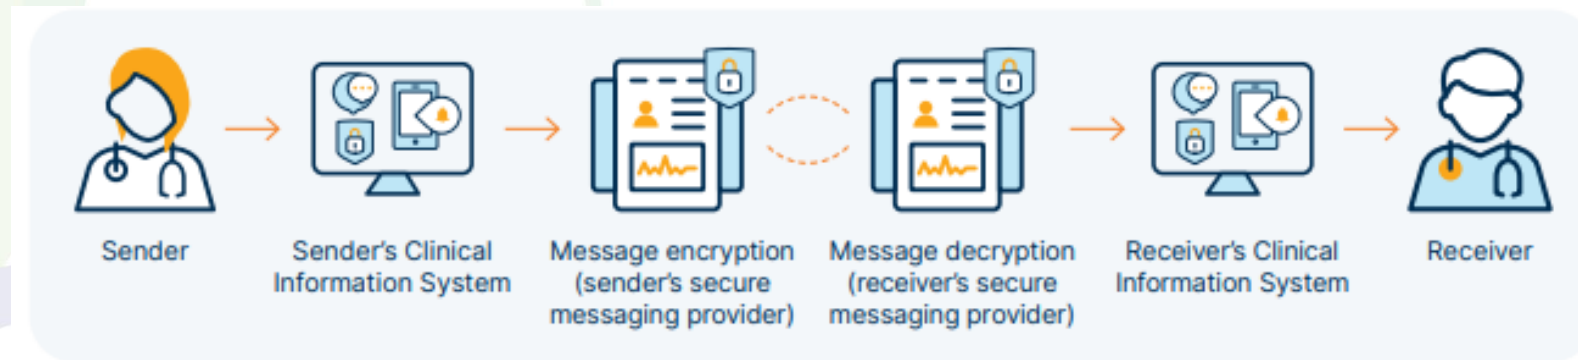 Sender
Sender's Clinical
Information System
Message encryption
(sender's secure
messaging provider)
Message decryption
(receiver's secure
messaging provider)
Receiver's Clinical
Information System
Receiver